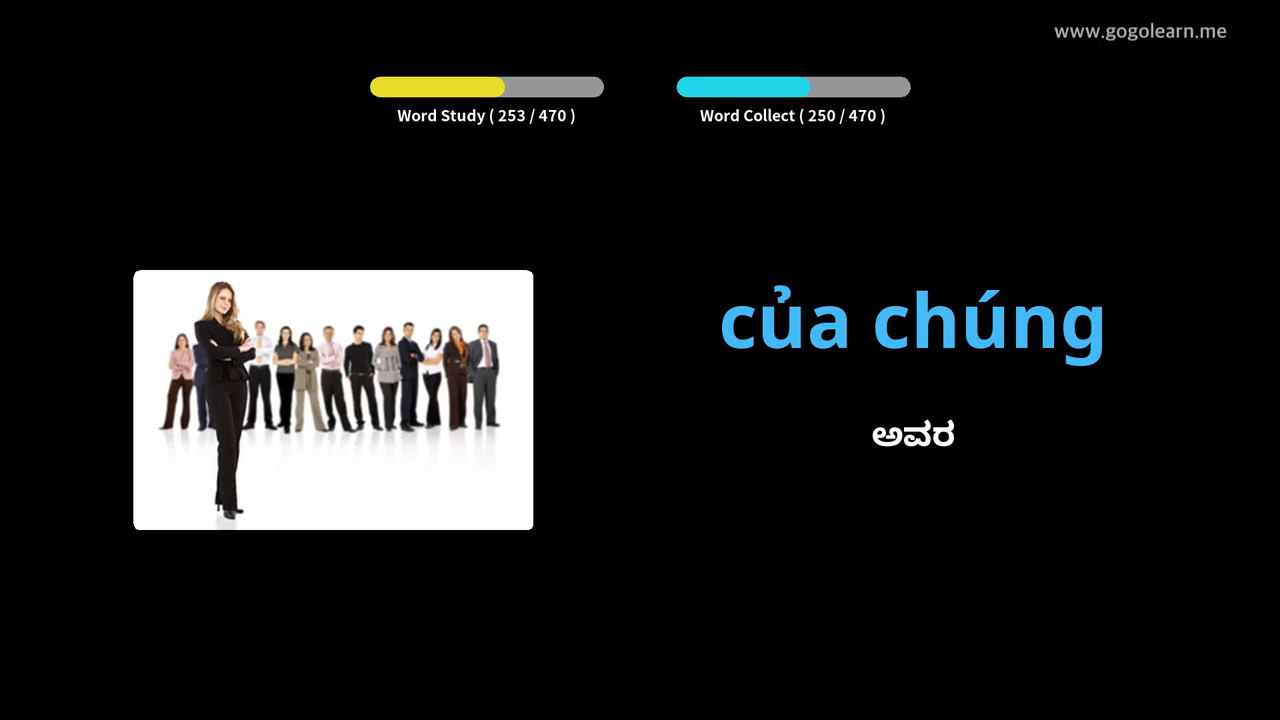 www.gogolearn.me
Word Study ( 253 / 470 )
Word Collect ( 250 / 470 )
của chúng
ಅವರ